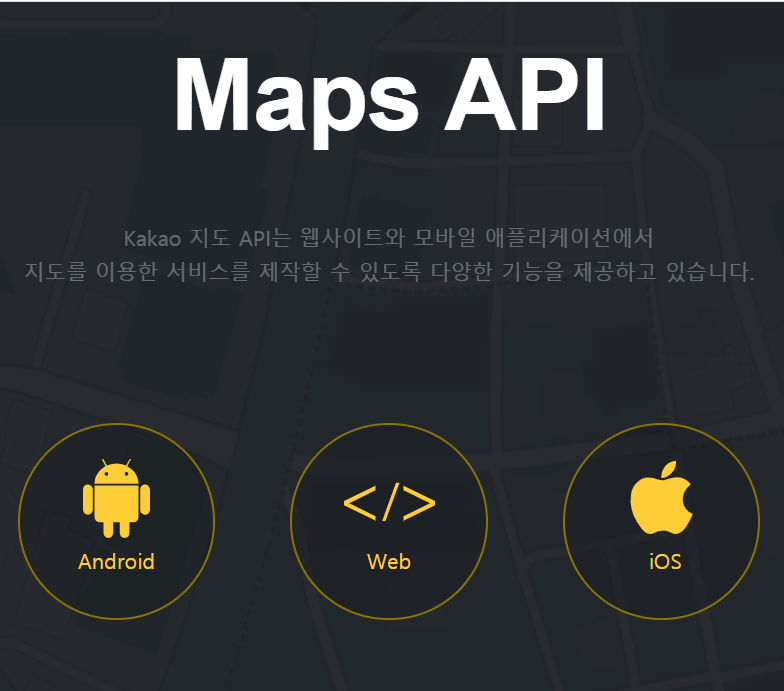 Maps API
Kakao 지도 API는 웹사이트와 모바일 애플리케이션에서
지도를 이용한 서비스를 제작할 수 있도록 다양한 기능을 제공하고 있습니다.
</>
Android
Web
iOS